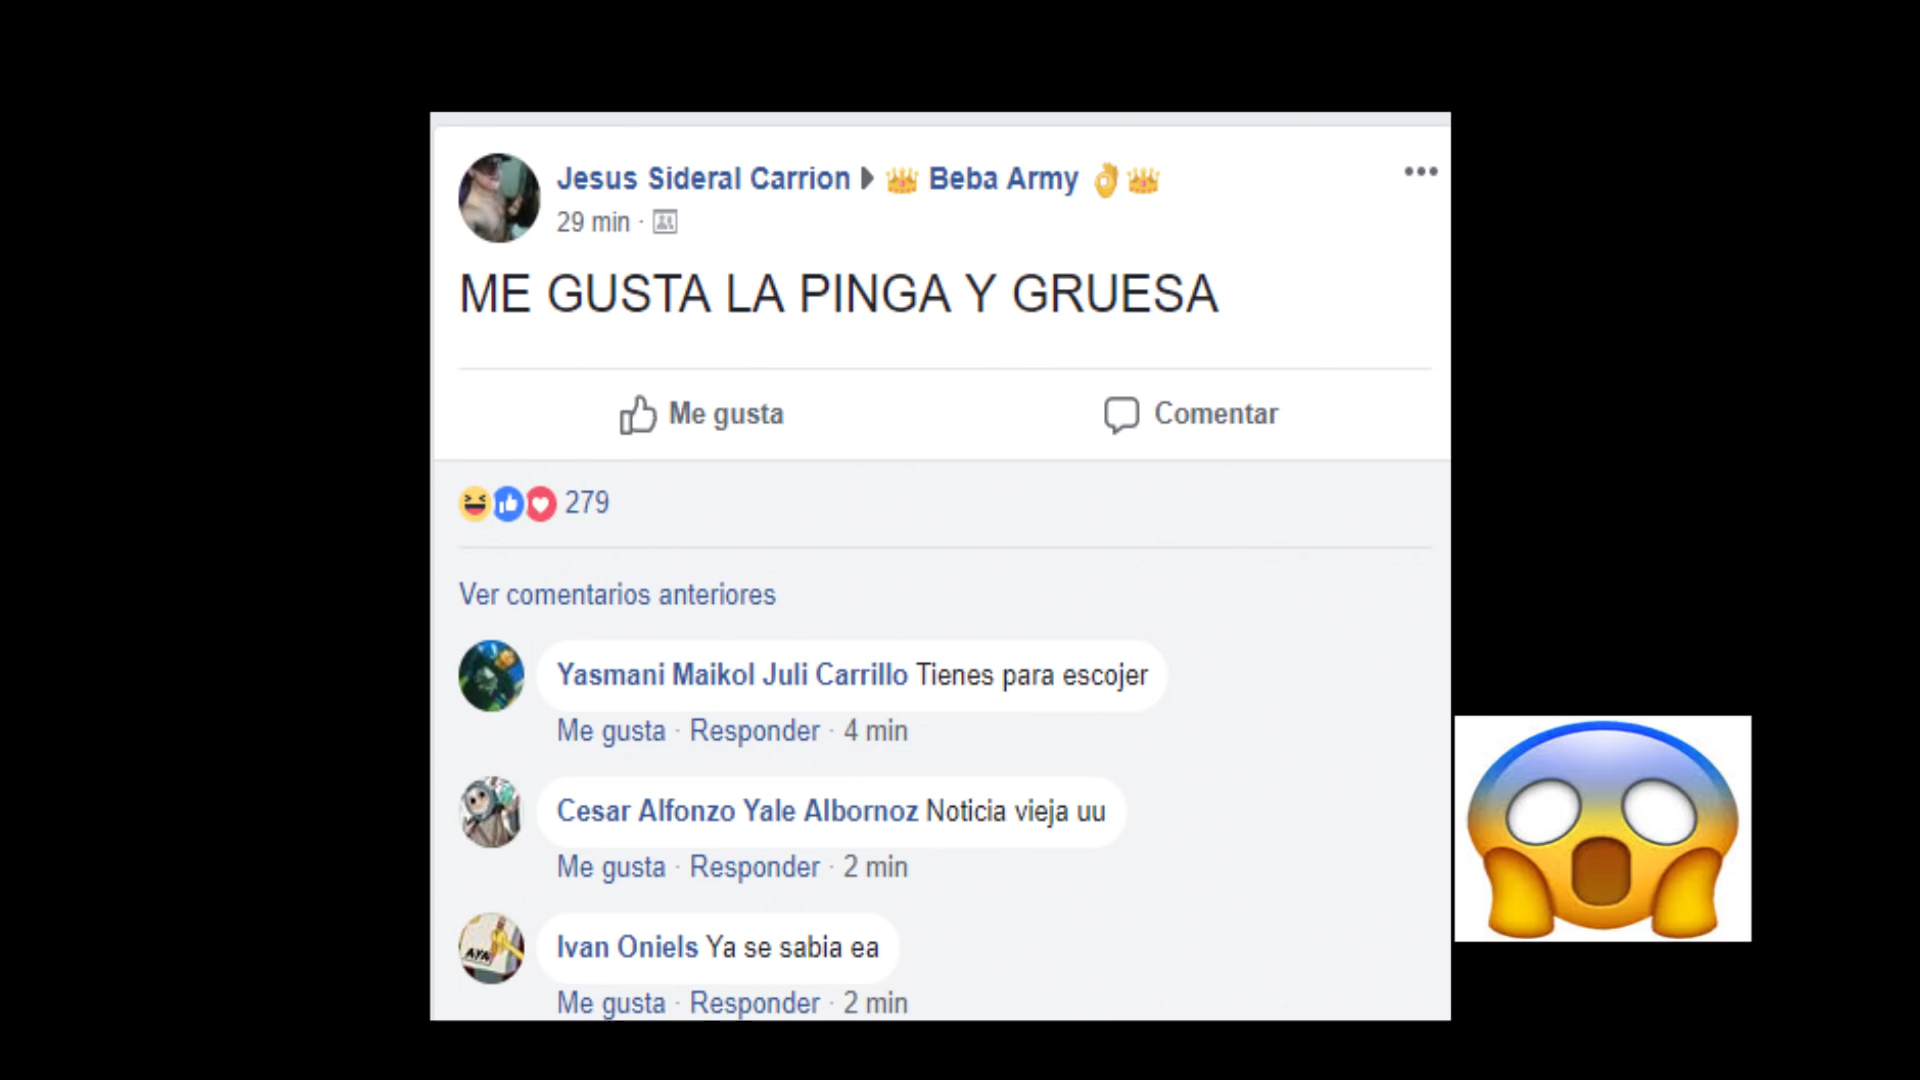 Jesus Sideral Carrion ▶ 👑 Beba Army 👌👑
29 min ·
ME GUSTA LA PINGA Y GRUESA
Me gusta Comentar
279
Ver comentarios anteriores
Yasmani Maikol Juli Carrillo Tienes para escojer
Me gusta · Responder · 4 min
Cesar Alfonzo Yale Albornoz Noticia vieja uu
Me gusta · Responder · 2 min
AYA
Ivan Oniels Ya se sabia ea
Me gusta · Responder · 2 min